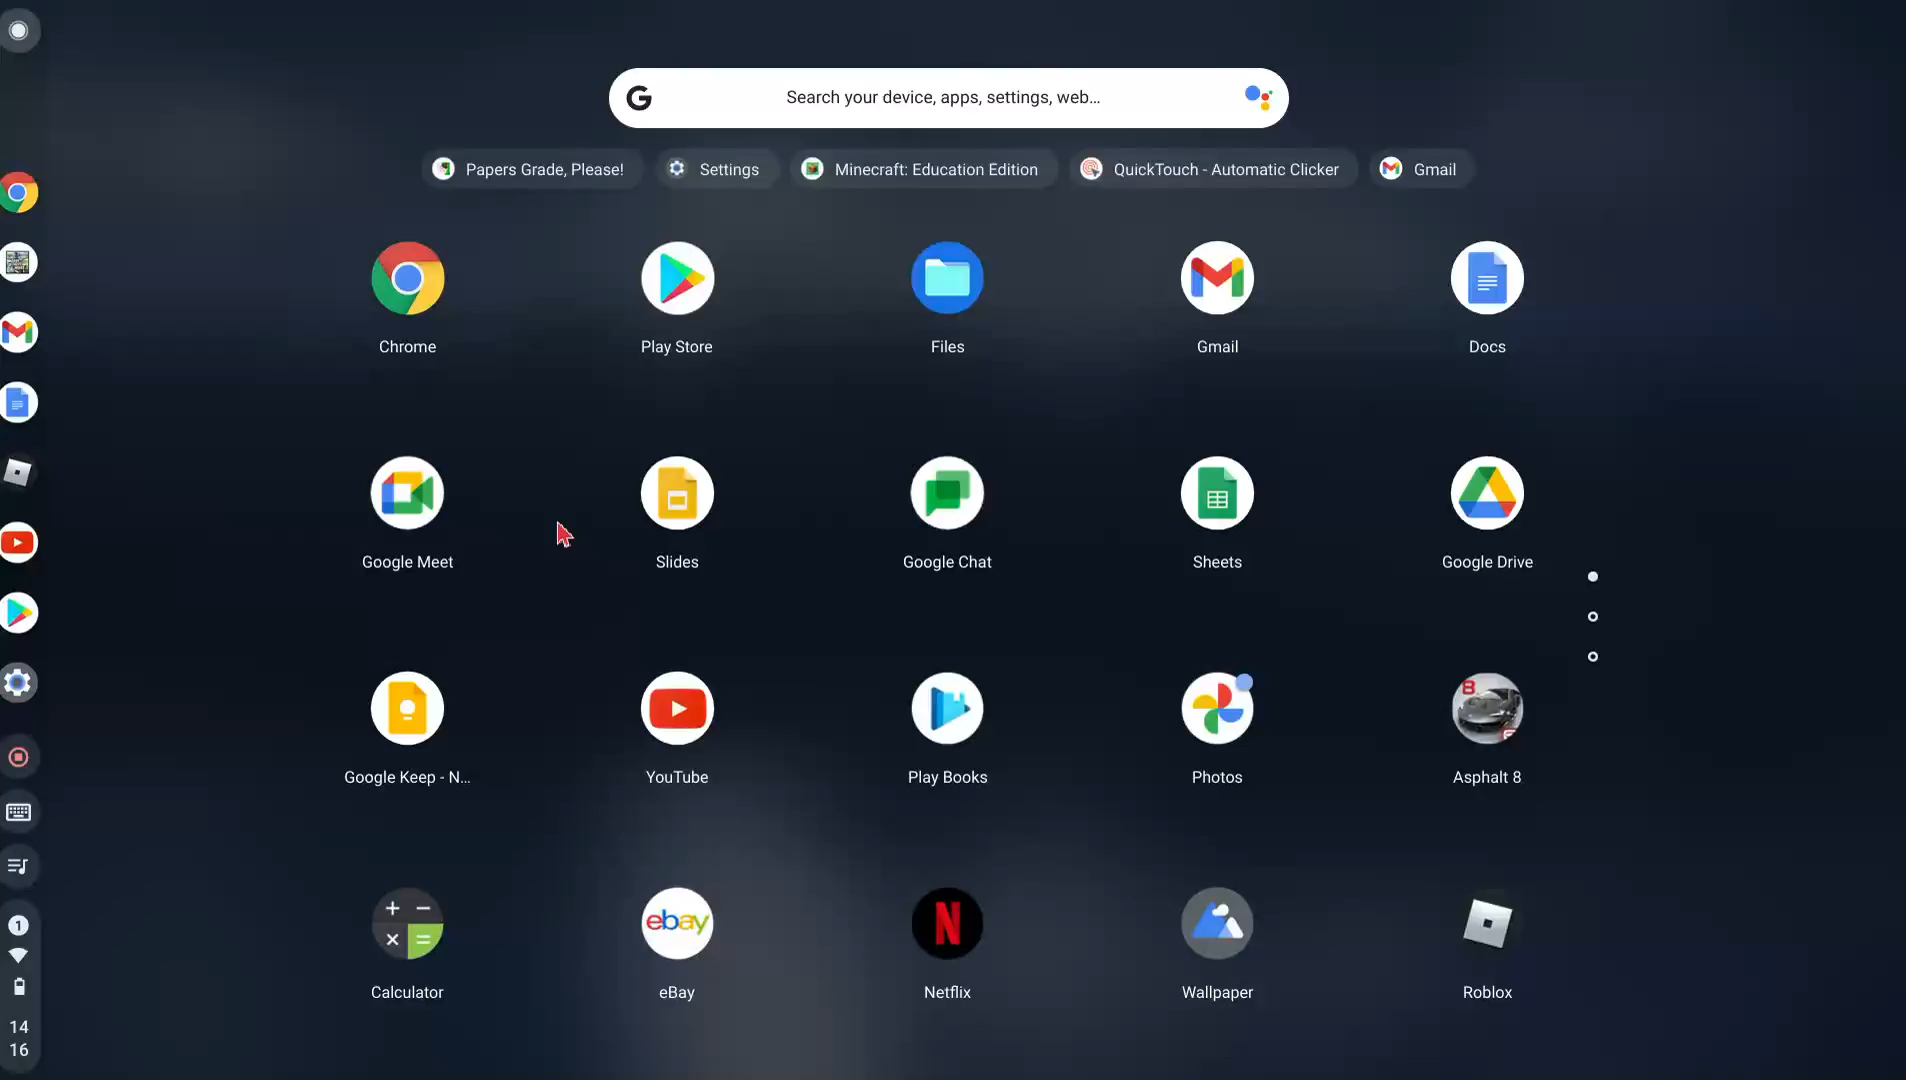 Search your device, apps, settings, web...
Papers Grade, Please! Settings Minecraft: Education Edition QuickTouch - Automatic Clicker Gmail
Chrome Play Store Files Gmail Docs
Google Meet Slides Google Chat Sheets Google Drive
Google Keep - N... YouTube Play Books Photos Asphalt 8
ebay
Calculator eBay Netflix Wallpaper Roblox
1
14
16